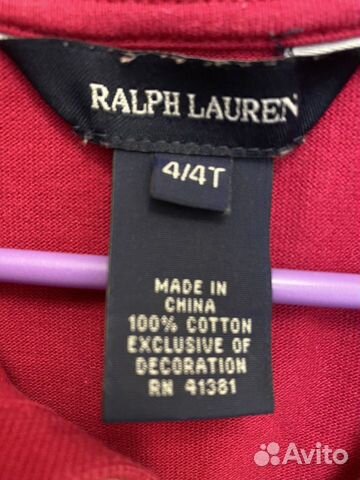 RALPH LAUREN
4/4T
MADE IN
CHINA
100% COTTON
EXCLUSIVE OF
DECORATION
RN 41381
Avito